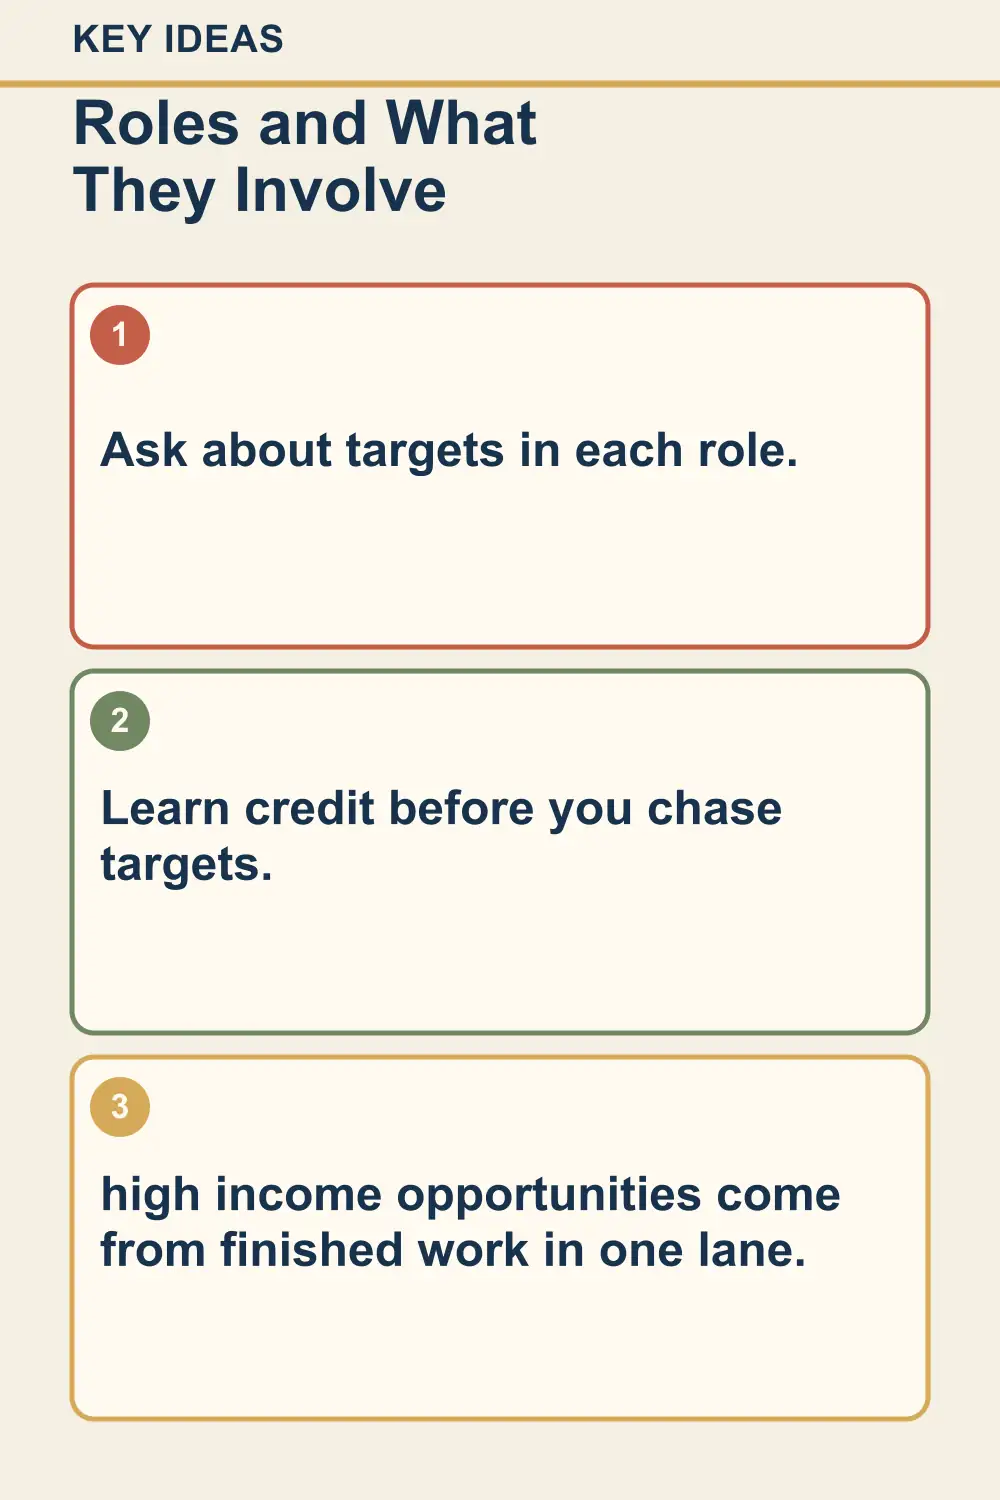 KEY IDEAS
Roles and What
They Involve
1
Ask about targets in each role.
2
Learn credit before you chase
targets.
3
high income opportunities come
from finished work in one lane.